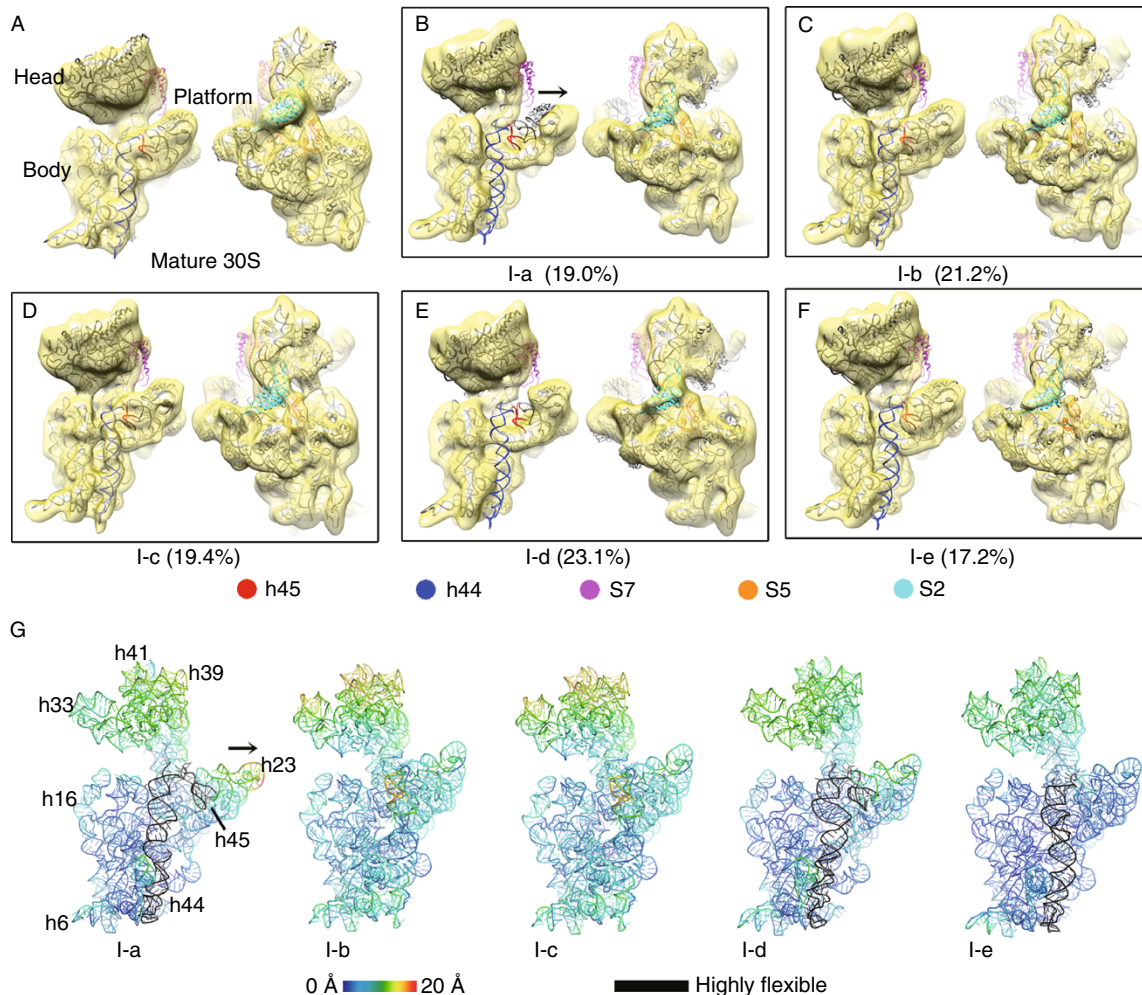 A
Head
Platform
Body
Mature 30S
B
I-a (19.0%)
C
I-b (21.2%)
D
I-c (19.4%)
E
I-d (23.1%)
F
I-e (17.2%)
h45
h44
S7
S5
S2
G
h41
h39
h33
h23
h16
h45
h44
h6
I-a
I-b
I-c
I-d
I-e
0 Å
20 Å
Highly flexible